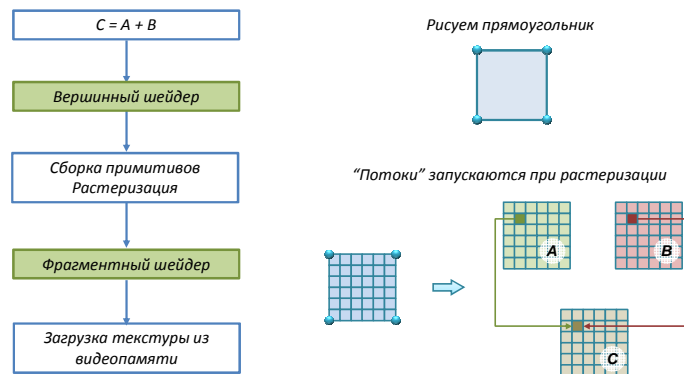 C = A + B
Вершинный шейдер
Сборка примитивов
Растеризация
Фрагментный шейдер
Загрузка текстуры из
видеопамяти
Рисуем прямоугольник
“Потоки” запускаются при растеризации
A
B
C